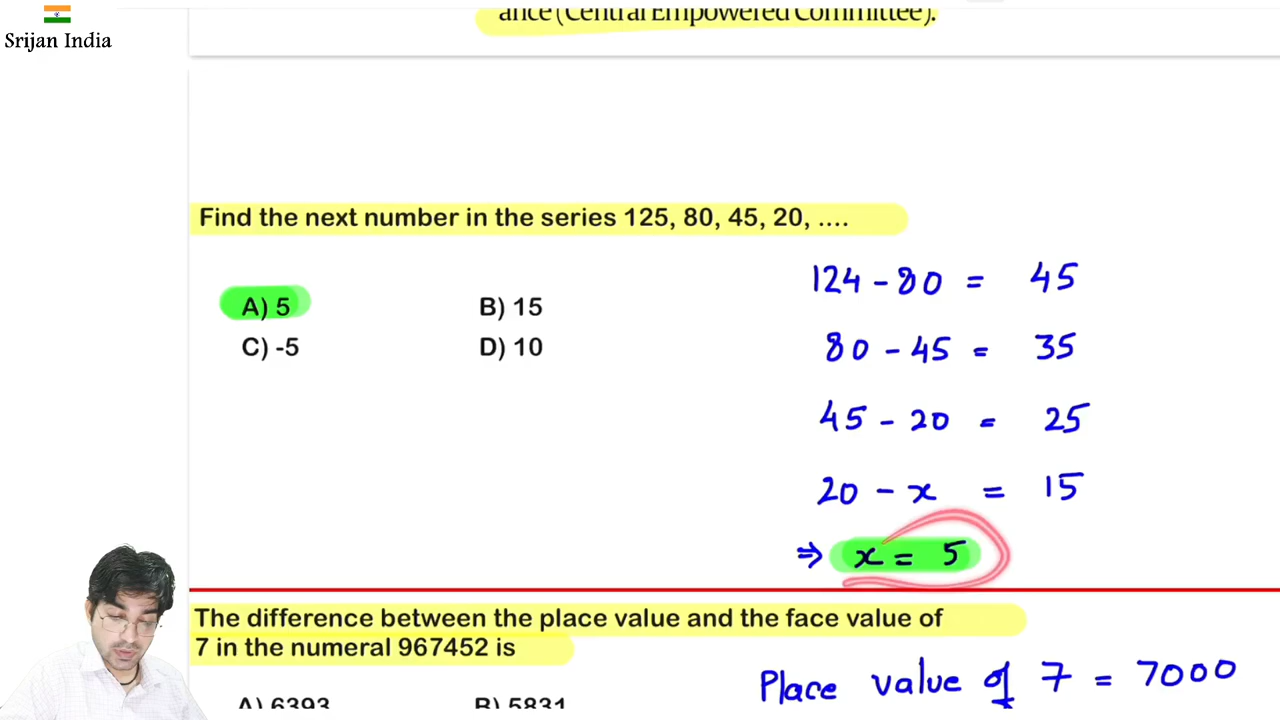 Srijan India
ance (Central Empowered Committee).
Find the next number in the series 125, 80, 45, 20, ....
A) 5
B) 15
C) -5
D) 10
124 - 80 = 45
80 - 45 = 35
45 - 20 = 25
20 - x = 15
⇒ x = 5
The difference between the place value and the face value of
7 in the numeral 967452 is
Place value of 7 = 7000
A) 6393
B) 5831